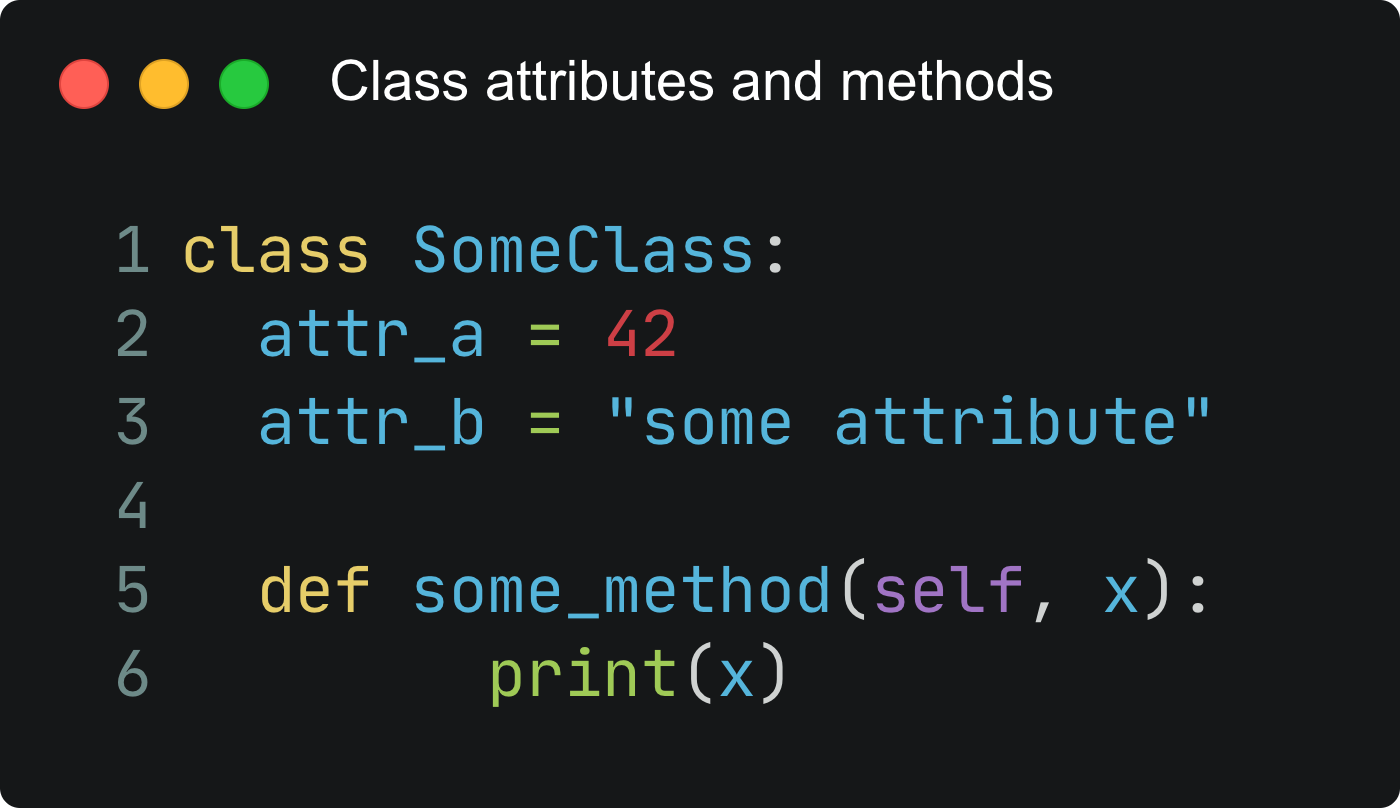 Class attributes and methods
1 class SomeClass:
2   attr_a = 42
3   attr_b = "some attribute"
4
5   def some_method(self, x):
6         print(x)